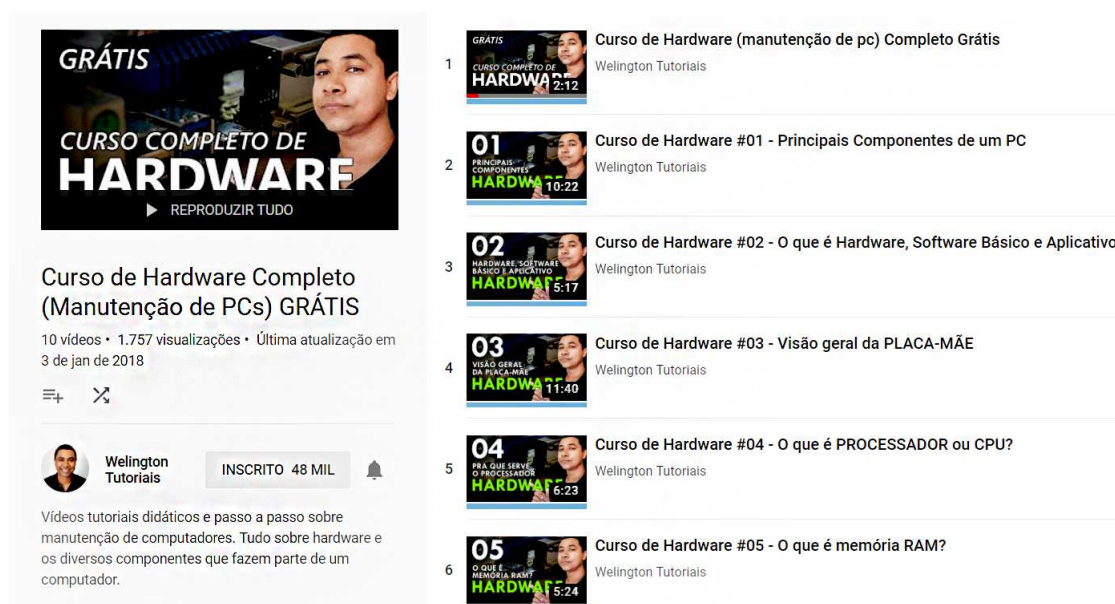 GRÁTIS
CURSO COMPLETO DE
HARDWARE
REPRODUZIR TUDO
Curso de Hardware Completo
(Manutenção de PCs) GRÁTIS
10 vídeos • 1.757 visualizações • Última atualização em
3 de jan de 2018
Welington
Tutoriais
INSCRITO 48 MIL
Vídeos tutoriais didáticos e passo a passo sobre
manutenção de computadores. Tudo sobre hardware e
os diversos componentes que fazem parte de um
computador.
1
GRÁTIS
CURSO COMPLETO DE
HARDWARE
2:12
Curso de Hardware (manutenção de pc) Completo Grátis
Welington Tutoriais
2
01
PRINCIPAIS
COMPONENTES
HARDWARE
10:22
Curso de Hardware #01 - Principais Componentes de um PC
Welington Tutoriais
3
02
HARDWARE, SOFTWARE
BÁSICO E APLICATIVO
HARDWARE
5:17
Curso de Hardware #02 - O que é Hardware, Software Básico e Aplicativo
Welington Tutoriais
4
03
VISÃO GERAL
DA PLACA-MÃE
HARDWARE
11:40
Curso de Hardware #03 - Visão geral da PLACA-MÃE
Welington Tutoriais
5
04
PRA QUE SERVE
O PROCESSADOR
HARDWARE
6:23
Curso de Hardware #04 - O que é PROCESSADOR ou CPU?
Welington Tutoriais
6
05
O QUE É
MEMÓRIA RAM?
HARDWARE
5:24
Curso de Hardware #05 - O que é memória RAM?
Welington Tutoriais